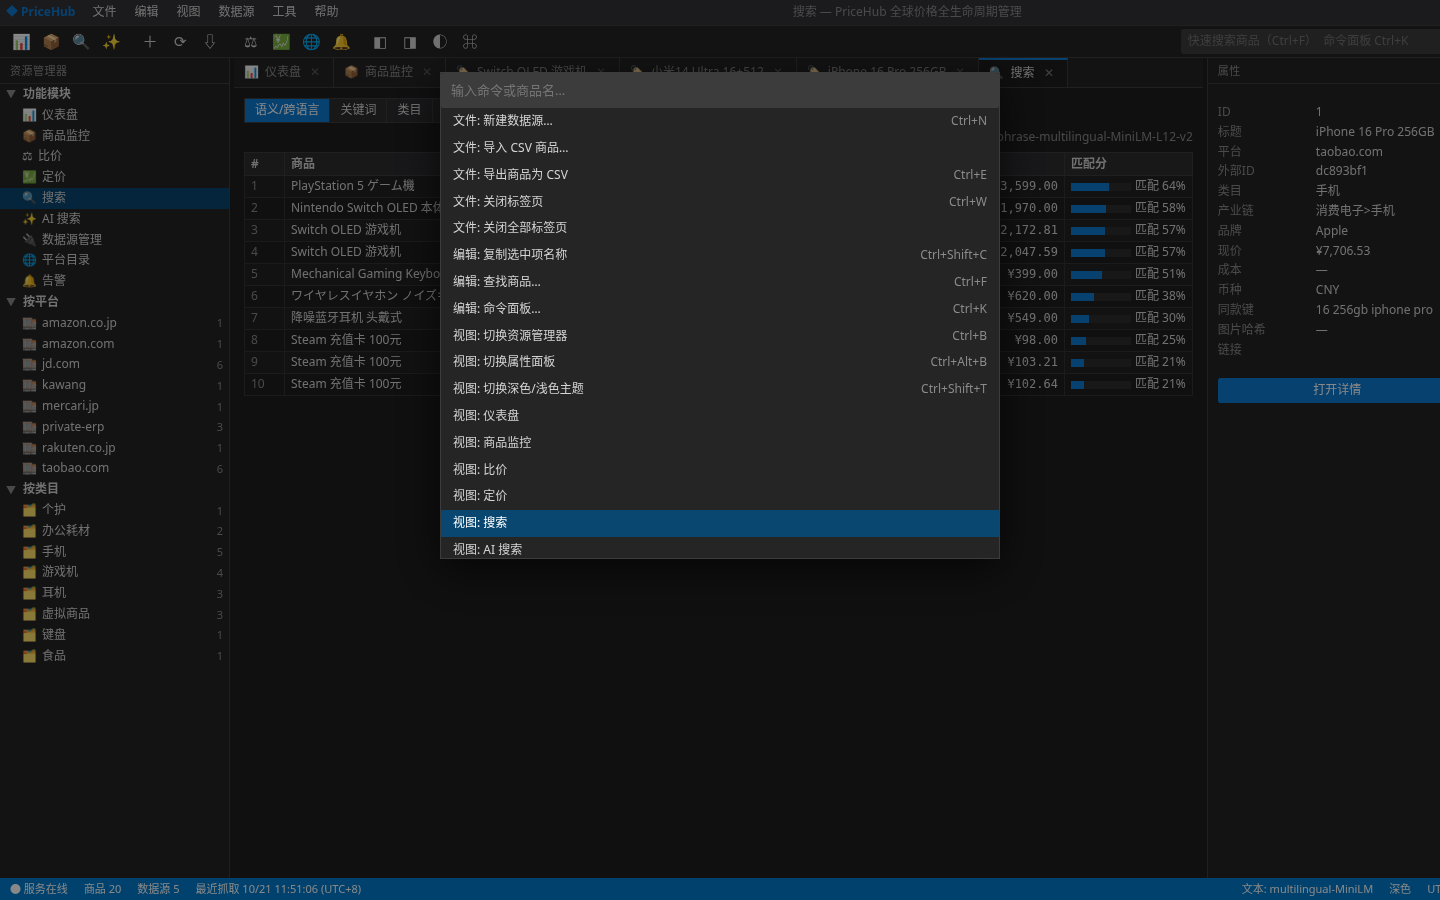 PriceHub 文件 编辑 视图 数据源 工具 帮助 搜索 — PriceHub 全球价格全生命周期管理
快速搜索商品（Ctrl+F） 命令面板 Ctrl+K
资源管理器
功能模块
仪表盘
商品监控
比价
定价
搜索
AI 搜索
数据源管理
平台目录
告警
按平台
amazon.co.jp 1
amazon.com 1
jd.com 6
kawang 1
mercari.jp 1
private-erp 3
rakuten.co.jp 1
taobao.com 6
按类目
个护 1
办公耗材 2
手机 5
游戏机 4
耳机 3
虚拟商品 3
键盘 1
食品 1
仪表盘 × 商品监控 × Switch OLED 游戏机 × 小米14 Ultra 16+512 × iPhone 16 Pro 256GB × 搜索 ×
语义/跨语言 关键词 类目
phrase-multilingual-MiniLM-L12-v2
# 商品 匹配分
1 PlayStation 5 ゲーム機 3,599.00 匹配 64%
2 Nintendo Switch OLED 本体 1,970.00 匹配 58%
3 Switch OLED 游戏机 2,172.81 匹配 57%
4 Switch OLED 游戏机 2,047.59 匹配 57%
5 Mechanical Gaming Keybo ¥399.00 匹配 51%
6 ワイヤレスイヤホン ノイズ ¥620.00 匹配 38%
7 降噪蓝牙耳机 头戴式 ¥549.00 匹配 30%
8 Steam 充值卡 100元 ¥98.00 匹配 25%
9 Steam 充值卡 100元 ¥103.21 匹配 21%
10 Steam 充值卡 100元 ¥102.64 匹配 21%
输入命令或商品名...
文件: 新建数据源... Ctrl+N
文件: 导入 CSV 商品...
文件: 导出商品为 CSV Ctrl+E
文件: 关闭标签页 Ctrl+W
文件: 关闭全部标签页
编辑: 复制选中项名称 Ctrl+Shift+C
编辑: 查找商品... Ctrl+F
编辑: 命令面板... Ctrl+K
视图: 切换资源管理器 Ctrl+B
视图: 切换属性面板 Ctrl+Alt+B
视图: 切换深色/浅色主题 Ctrl+Shift+T
视图: 仪表盘
视图: 商品监控
视图: 比价
视图: 定价
视图: 搜索
视图: AI 搜索
属性
ID 1
标题 iPhone 16 Pro 256GB
平台 taobao.com
外部ID dc893bf1
类目 手机
产业链 消费电子>手机
品牌 Apple
现价 ¥7,706.53
成本 —
币种 CNY
同款键 16 256gb iphone pro
图片哈希 —
链接
打开详情
服务在线 商品 20 数据源 5 最近抓取 10/21 11:51:06 (UTC+8) 文本: multilingual-MiniLM 深色 UT